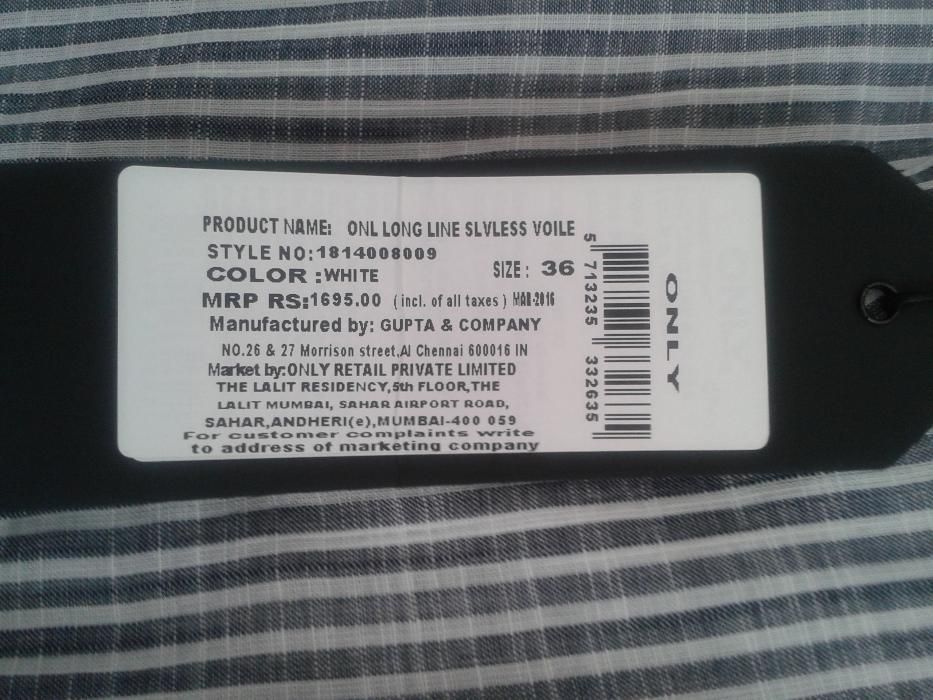 PRODUCT NAME: ONL LONG LINE SLVLESS VOILE
STYLE NO:1814008009
COLOR :WHITE
SIZE: 36
MRP RS:1695.00 (incl. of all taxes) MAR-2016
Manufactured by: GUPTA & COMPANY
NO.26 & 27 Morrison street,Al Chennai 600016 IN
Market by:ONLY RETAIL PRIVATE LIMITED
THE LALIT RESIDENCY,5th FLOOR,THE
LALIT MUMBAI, SAHAR AIRPORT ROAD,
SAHAR,ANDHERI(e),MUMBAI-400 059
For customer complaints write
to address of marketing company
5 713235 332635
ONLY